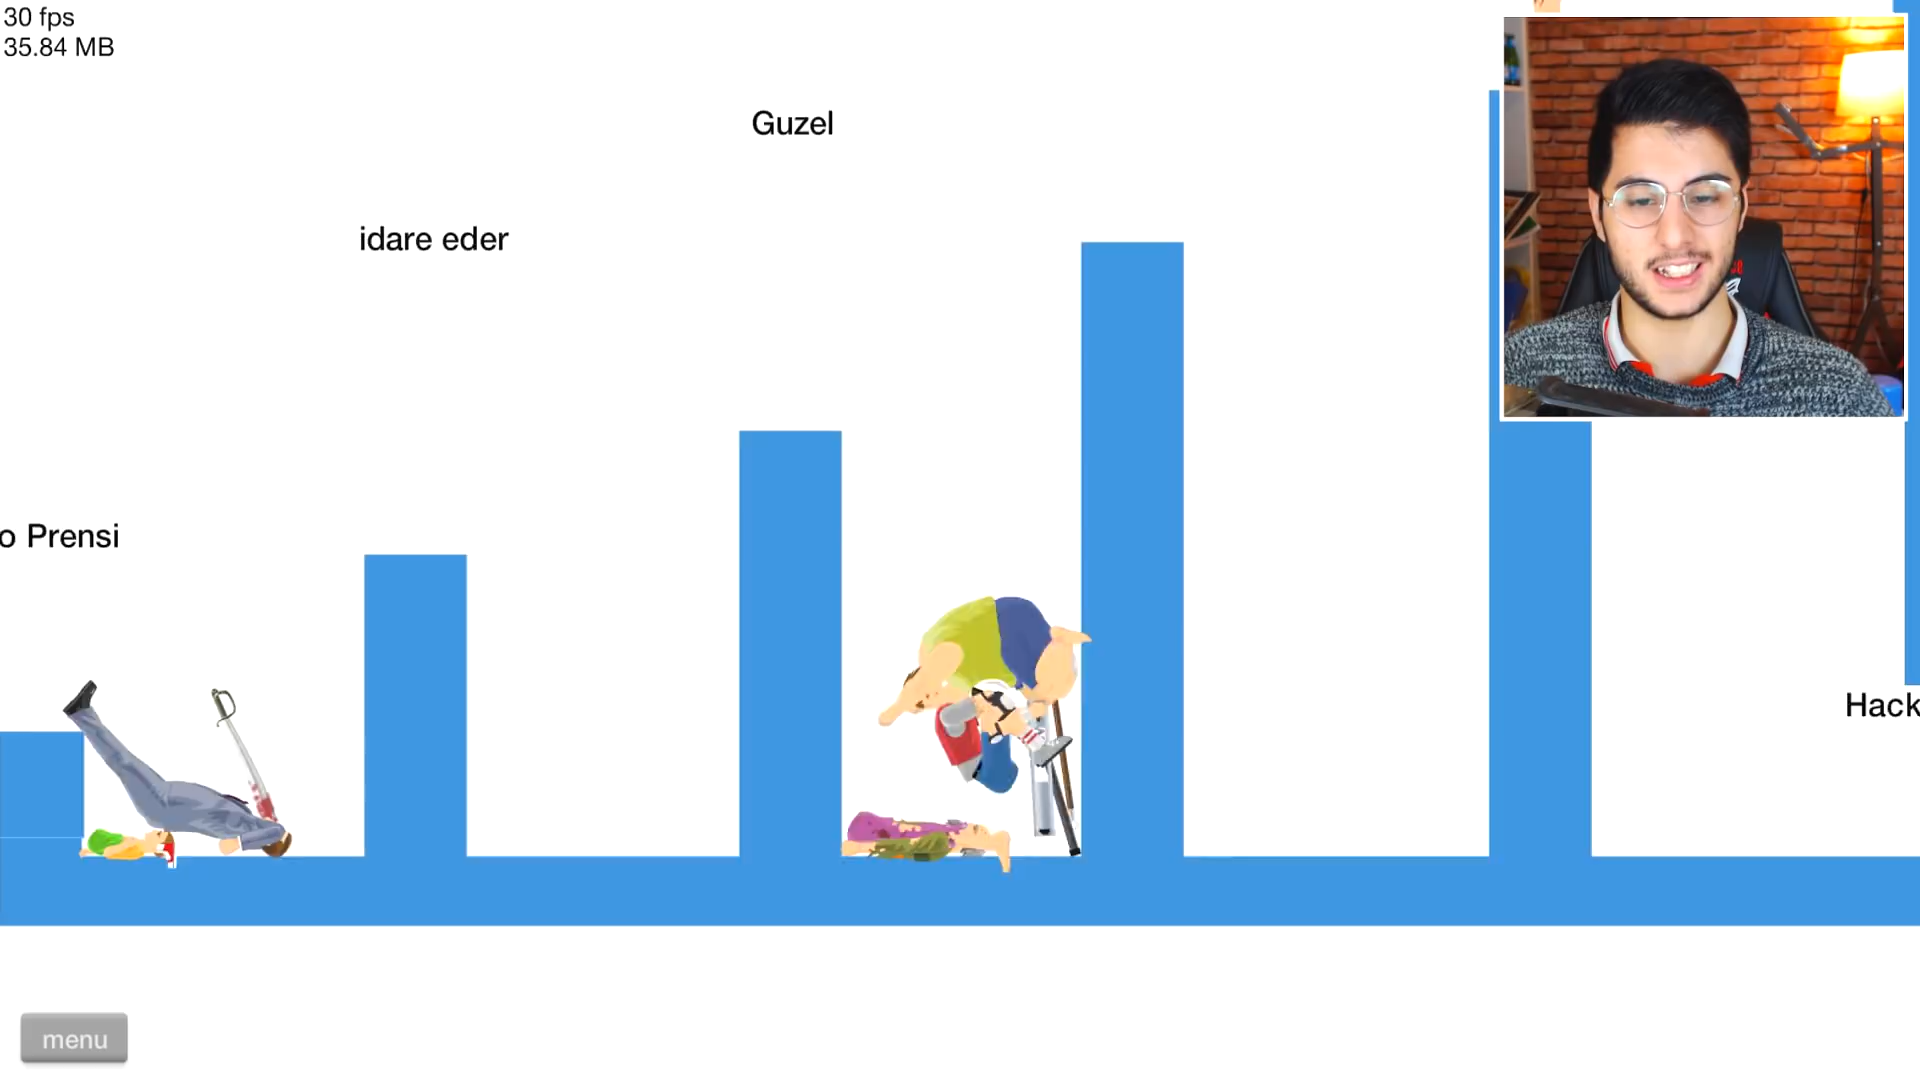 30 fps
35.84 MB
Guzel
idare eder
o Prensi
Hack
menu